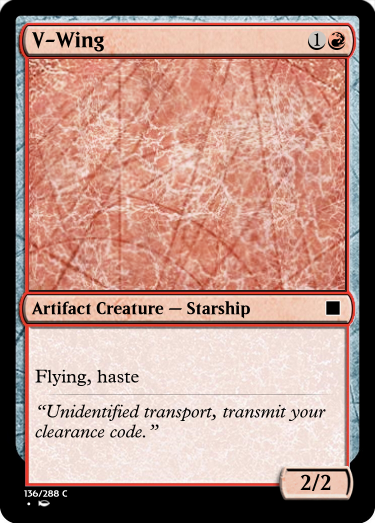 V-Wing 1
Artifact Creature — Starship
Flying, haste
“Unidentified transport, transmit your
clearance code.”
2/2
136/288 C